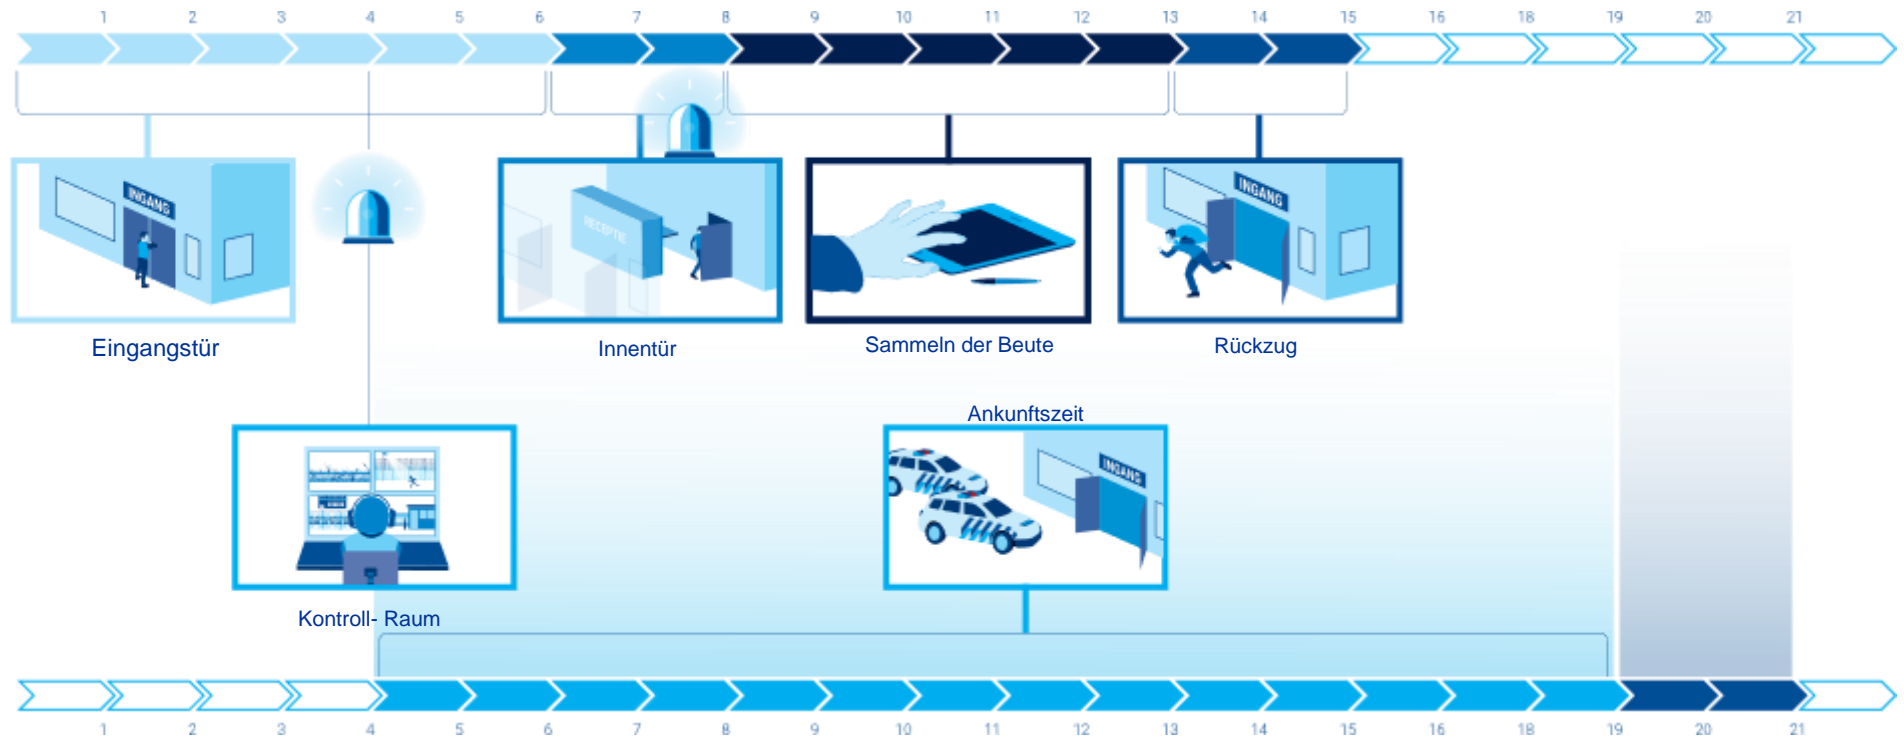 1 2 3 4 5 6 7 8 9 10 11 12 13 14 15 16 18 19 20 21
INGANG
RECEPTIE
INGANG
Eingangstür
Innentür
Sammeln der Beute
Rückzug
Ankunftszeit
INGANG
Kontroll- Raum
1 2 3 4 5 6 7 8 9 10 11 12 13 14 15 16 18 19 20 21